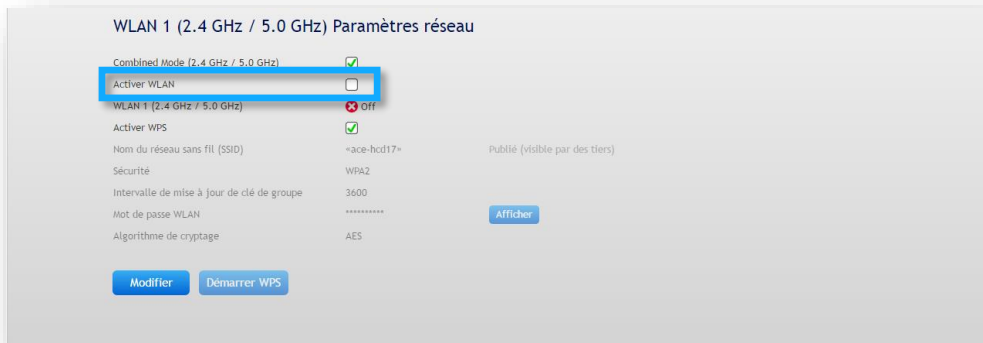 WLAN 1 (2.4 GHz / 5.0 GHz) Paramètres réseau
Combined Mode (2.4 GHz / 5.0 GHz)
Activer WLAN
WLAN 1 (2.4 GHz / 5.0 GHz) Off
Activer WPS
Nom du réseau sans fil (SSID) «ace-hcd17» Publié (visible par des tiers)
Sécurité WPA2
Intervalle de mise à jour de clé de groupe 3600
Mot de passe WLAN ********** Afficher
Algorithme de cryptage AES
Modifier Démarrer WPS